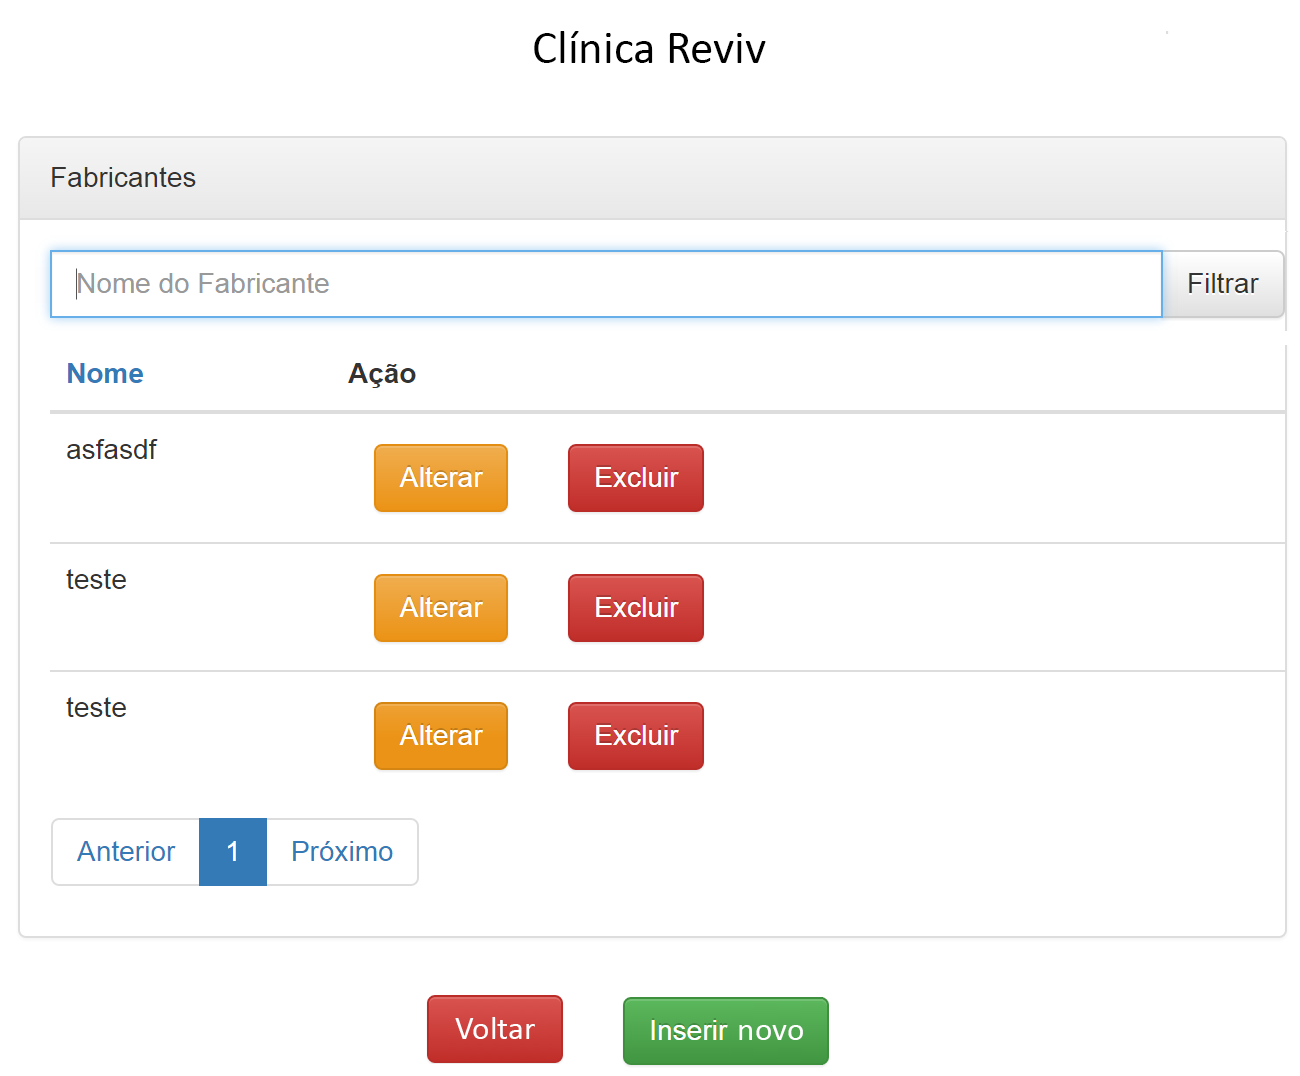 Clínica Reviv
Fabricantes
Nome do Fabricante Filtrar
Nome Ação
asfasdf Alterar Excluir
teste Alterar Excluir
teste Alterar Excluir
Anterior 1 Próximo
Voltar Inserir novo